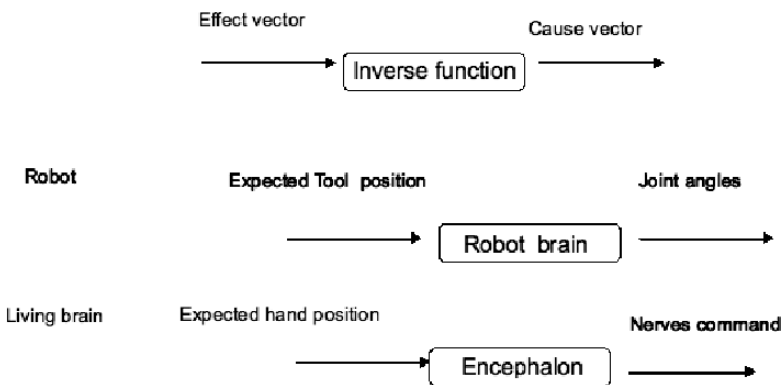 Effect vector
Cause vector
Inverse function
Robot
Expected Tool position
Joint angles
Robot brain
Living brain
Expected hand position
Nerves command
Encephalon